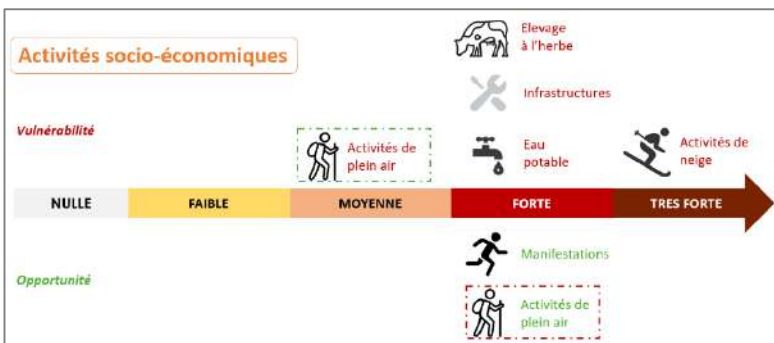 Activités socio-économiques
Elevage
à l'herbe
Infrastructures
Vulnérabilité
Activités de
plein air
Eau
potable
Activités de
neige
NULLE
FAIBLE
MOYENNE
FORTE
TRES FORTE
Manifestations
Opportunité
Activités de
plein air